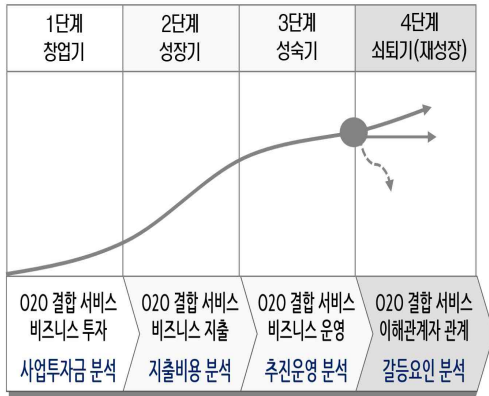 1단계
창업기
2단계
성장기
3단계
성숙기
4단계
쇠퇴기(재성장)
O2O 결합 서비스
비즈니스 투자
사업투자금 분석
O2O 결합 서비스
비즈니스 지출
지출비용 분석
O2O 결합 서비스
비즈니스 운영
추진운영 분석
O2O 결합 서비스
이해관계자 관계
갈등요인 분석